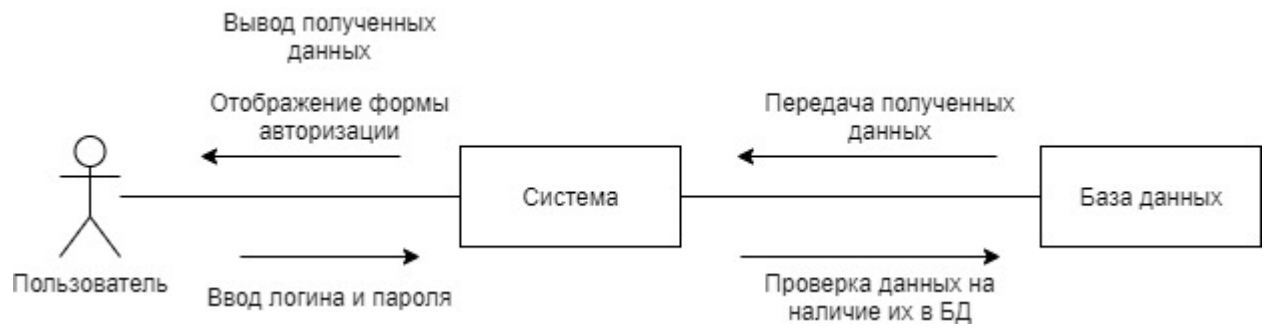 Вывод полученных
данных
Отображение формы
авторизации
Передача полученных
данных
Система
База данных
Пользователь
Ввод логина и пароля
Проверка данных на
наличие их в БД